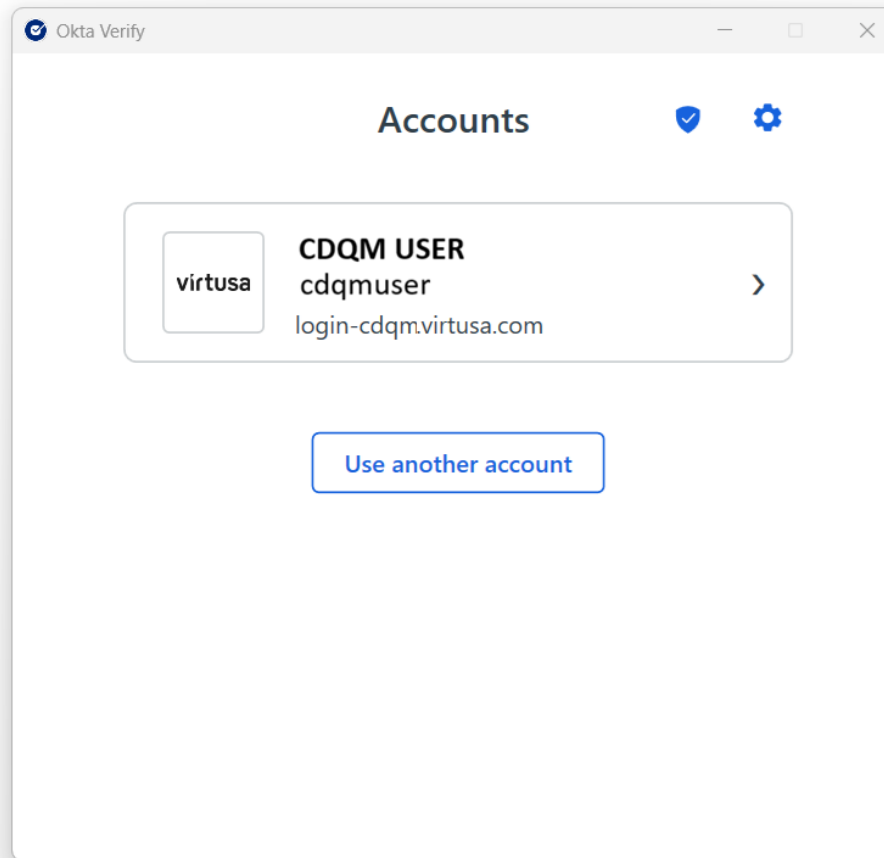 Okta Verify
Accounts
virtusa
CDQM USER
cdqmuser
login-cdqm.virtusa.com
Use another account